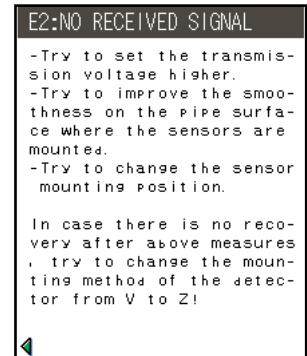 E2:NO RECEIVED SIGNAL
-Try to set the transmis-
sion voltage higher.
-Try to improve the smoo-
thness on the pipe surfa-
ce where the sensors are
mounted.
-Try to change the sensor
mounting position.
In case there is no reco-
very after above measures
, try to change the moun-
ting method of the detec-
tor from V to Z!